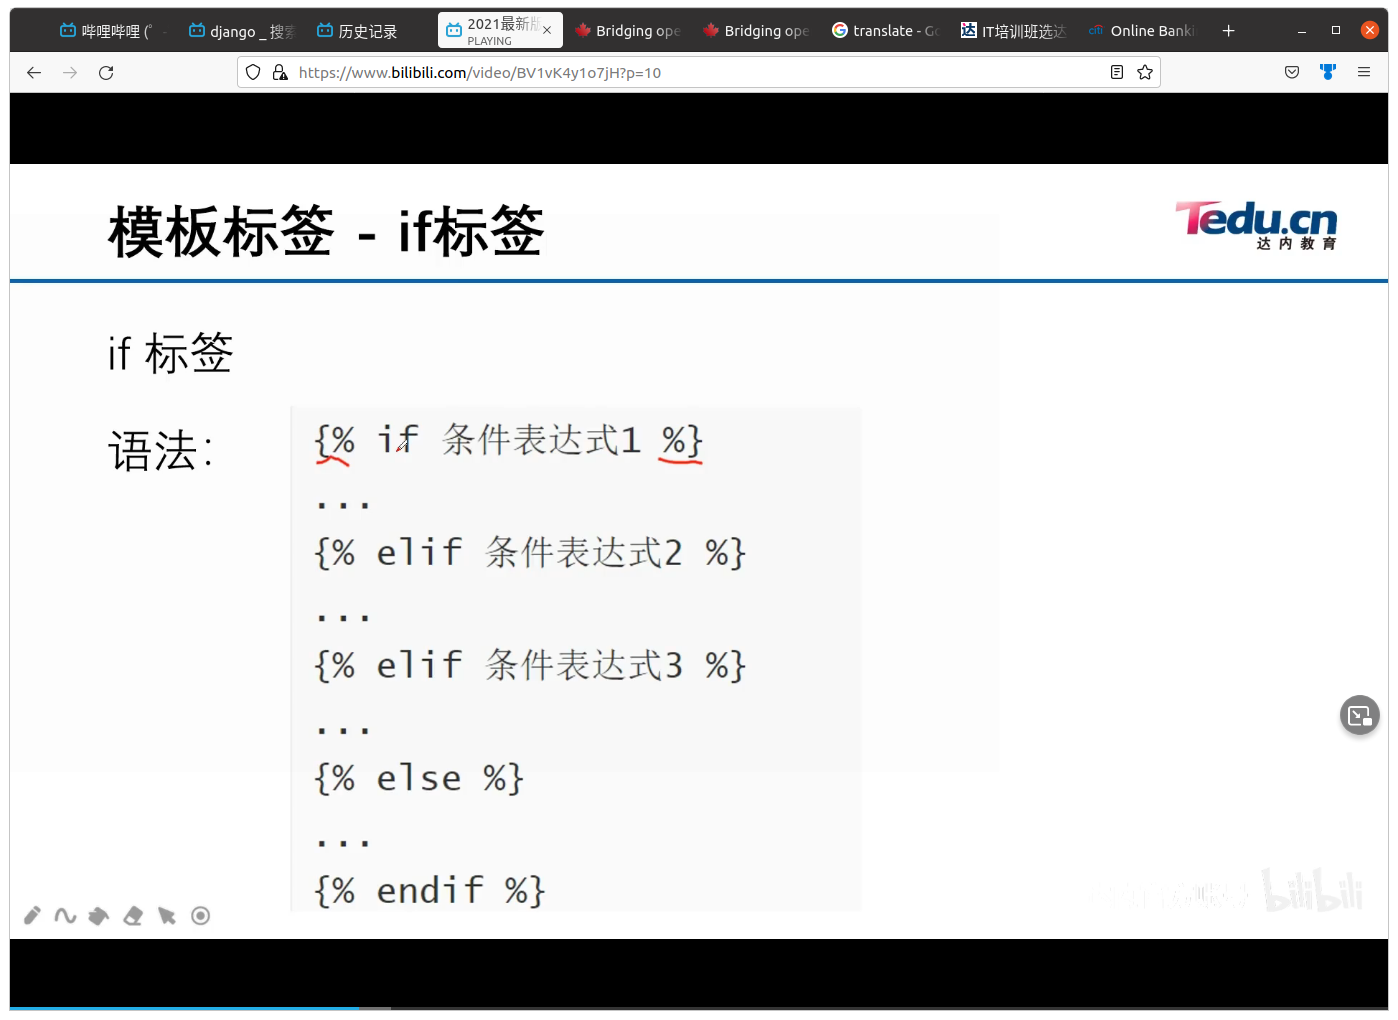 哔哩哔哩 (
django _ 搜索
历史记录
2021最新版
PLAYING
Bridging ope
Bridging ope
translate - Go
IT培训班选达
citi
Online Banki
https://www.bilibili.com/video/BV1vK4y1o7jH?p=10
模板标签 - if标签
Tedu.cn
达内教育
if 标签
语法：
{% if 条件表达式1 %}
...
{% elif 条件表达式2 %}
...
{% elif 条件表达式3 %}
...
{% else %}
...
{% endif %}
bilibili